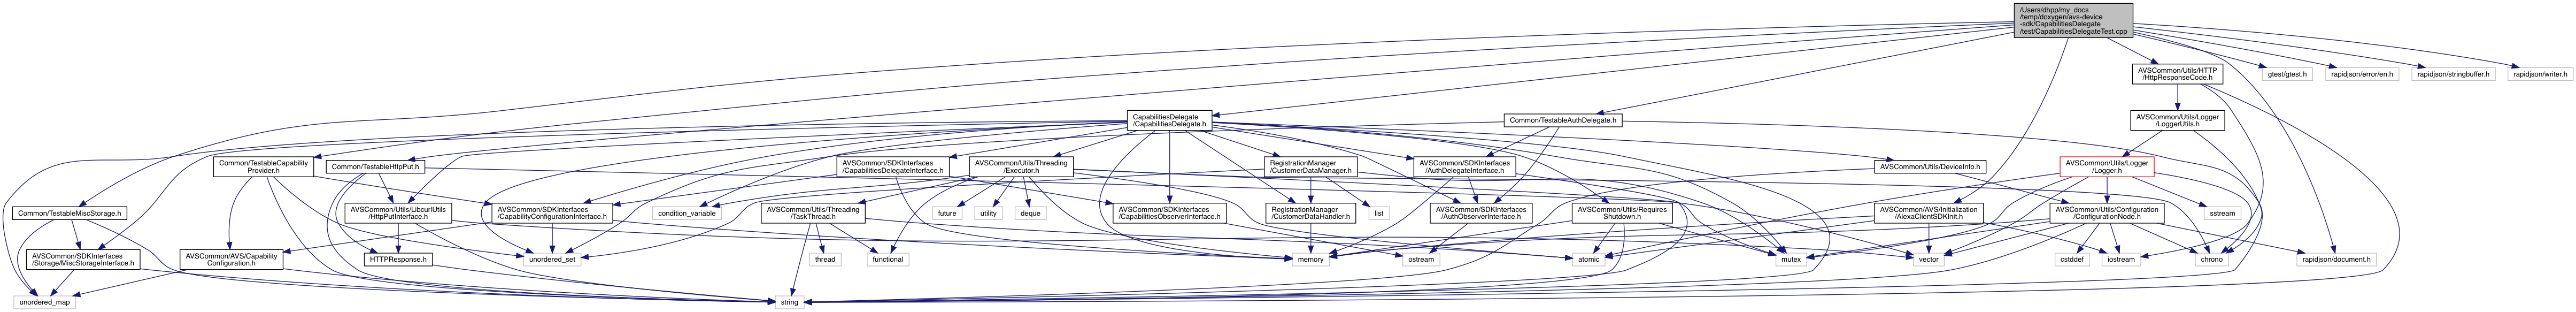 /Users/dhpp/my_docs
/temp/doxygen/avs-device
-sdk/CapabilitiesDelegate
/test/CapabilitiesDelegateTest.cpp
AVSCommon/Utils/HTTP
/HttpResponseCode.h
gtest/gtest.h
rapidjson/error/en.h
rapidjson/stringbuffer.h
rapidjson/writer.h
CapabilitiesDelegate
/CapabilitiesDelegate.h
Common/TestableAuthDelegate.h
AVSCommon/Utils/Logger
/LoggerUtils.h
Common/TestableCapability
Provider.h
Common/TestableHttpPut.h
AVSCommon/SDKInterfaces
/CapabilitiesDelegateInterface.h
AVSCommon/Utils/Threading
/Executor.h
RegistrationManager
/CustomerDataManager.h
AVSCommon/SDKInterfaces
/AuthDelegateInterface.h
AVSCommon/Utils/DeviceInfo.h
AVSCommon/Utils/Logger
/Logger.h
Common/TestableMiscStorage.h
AVSCommon/Utils/LibcurlUtils
/HttpPutInterface.h
AVSCommon/SDKInterfaces
/CapabilityConfigurationInterface.h
condition_variable
AVSCommon/Utils/Threading
/TaskThread.h
future
utility
deque
AVSCommon/SDKInterfaces
/CapabilitiesObserverInterface.h
RegistrationManager
/CustomerDataHandler.h
list
AVSCommon/SDKInterfaces
/AuthObserverInterface.h
AVSCommon/Utils/Requires
Shutdown.h
AVSCommon/AVS/Initialization
/AlexaClientSDKInit.h
AVSCommon/Utils/Configuration
/ConfigurationNode.h
sstream
AVSCommon/SDKInterfaces
/Storage/MiscStorageInterface.h
AVSCommon/AVS/Capability
Configuration.h
HTTPResponse.h
unordered_set
thread
functional
memory
ostream
atomic
mutex
vector
cstddef
iostream
chrono
rapidjson/document.h
unordered_map
string